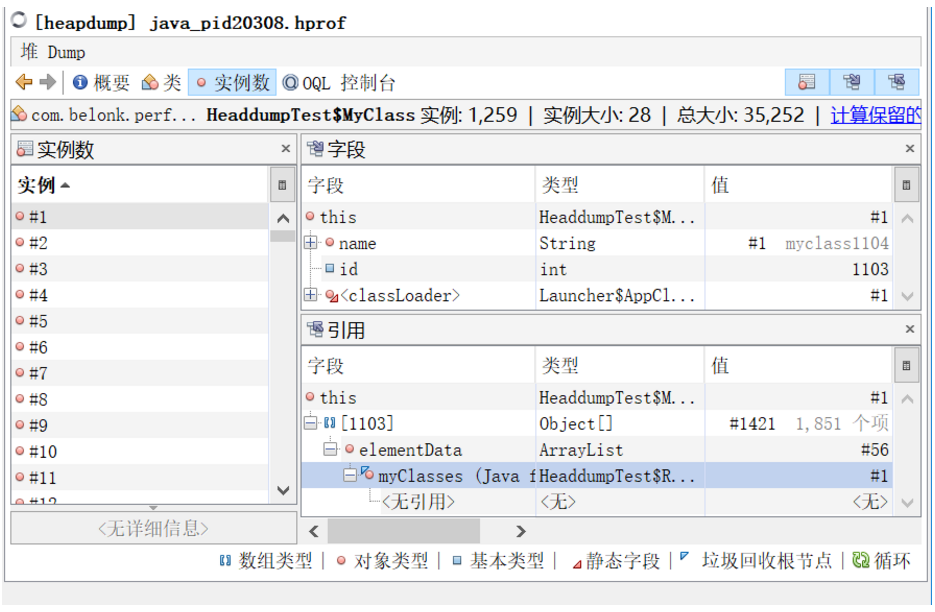 [heapdump] java_pid20308.hprof
堆 Dump
概要 类 实例数 OQL 控制台
com.belonk.perf... HeaddumpTest$MyClass 实例: 1,259 | 实例大小: 28 | 总大小: 35,252 | 计算保留的
实例数 ×
实例
#1
#2
#3
#4
#5
#6
#7
#8
#9
#10
#11
#12
<无详细信息>
字段 ×
字段 类型 值
this HeaddumpTest$M... #1
name String #1 myclass1104
id int 1103
<classLoader> Launcher$AppCl... #1
引用 ×
字段 类型 值
this HeaddumpTest$M... #1
[1103] Object[] #1421 1,851 个项
elementData ArrayList #56
myClasses (Java f HeaddumpTest$R... #1
<无引用> <无> <无>
数组类型 | 对象类型 | 基本类型 | 静态字段 | 垃圾回收根节点 | 循环